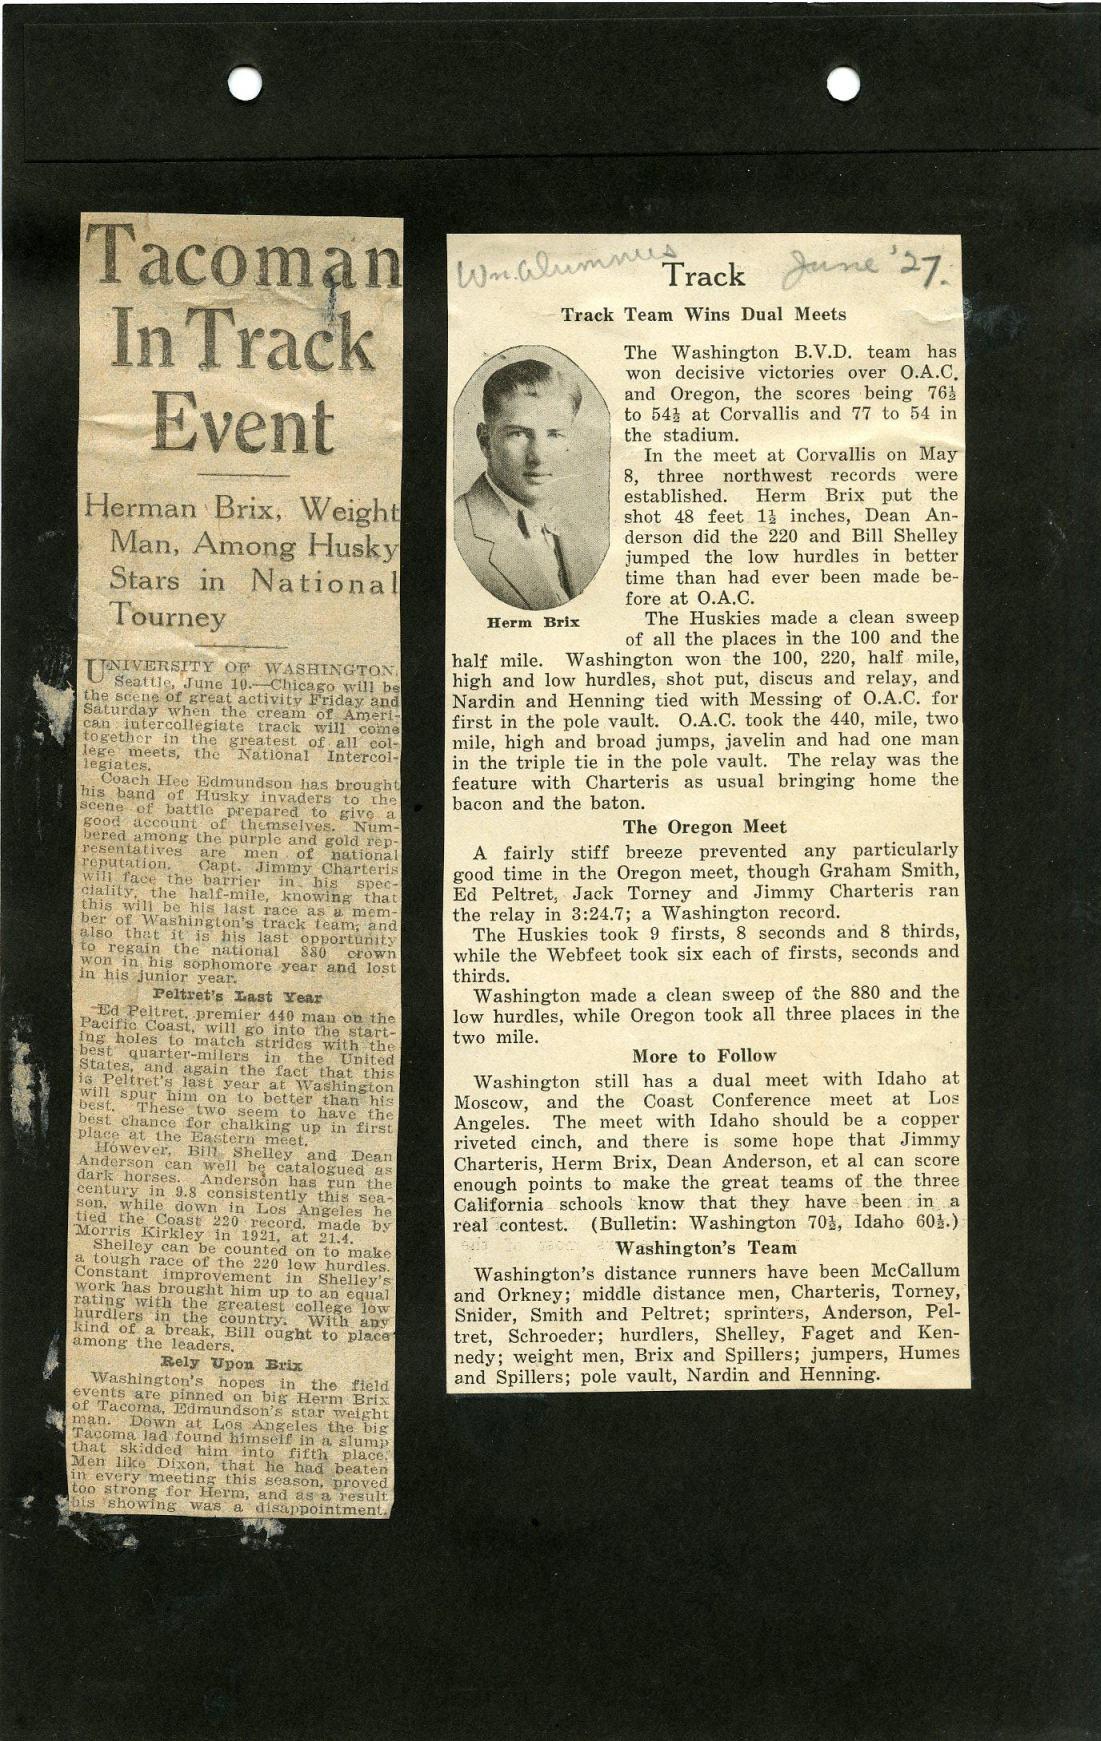 Tacoman
In Track
Event
Herman Brix, Weight
Man, Among Husky
Stars in National
Tourney
UNIVERSITY OF WASHINGTON,
Seattle, June 10.—Chicago will be
the scene of great activity Friday and
Saturday when the cream of Ameri-
can intercollegiate track will come
together in the greatest of all col-
lege meets, the National Intercol-
legiates.
Coach Hec Edmundson has brought
his band of Husky invaders to the
scene of battle prepared to give a
good account of themselves. Num-
bered among the purple and gold rep-
resentatives are men of national
reputation. Capt. Jimmy Charteris
will face the barrier in his spec-
ciality, the half-mile, knowing that
this will be his last race as a mem-
ber of Washington's track team, and
also that it is his last opportunity
to regain the national 880 crown
won in his sophomore year and lost
in his junior year.
Peltret's Last Year
Ed Peltret, premier 440 man on the
Pacific Coast, will go into the start-
ing holes to match strides with the
best quarter-milers in the United
States, and again the fact that this
is Peltret's last year at Washington
will spur him on to better than his
best. These two seem to have the
best chance for chalking up in first
place at the Eastern meet.
However, Bill Shelley and Dean
Anderson can well be catalogued as
dark horses. Anderson has run the
century in 9.8 consistently this sea-
son, while down in Los Angeles he
tied the Coast 220 record, made by
Morris Kirkley in 1921, at 21.4.
Shelley can be counted on to make
a tough race of the 220 low hurdles.
Constant improvement in Shelley's
work has brought him up to an equal
rating with the greatest college low
hurdlers in the country. With any
kind of a break, Bill ought to place
among the leaders.
Rely Upon Brix
Washington's hopes in the field
events are pinned on big Herm Brix
of Tacoma, Edmundson's star weight
man. Down at Los Angeles the big
Tacoma lad found himself in a slump
that skidded him into fifth place.
Men like Dixon, that he had beaten
in every meeting this season, proved
too strong for Herm, and as a result
his showing was a disappointment.
Wn. Alumnus
Track
June '27.
Track Team Wins Dual Meets
The Washington B.V.D. team has
won decisive victories over O.A.C.
and Oregon, the scores being 76½
to 54½ at Corvallis and 77 to 54 in
the stadium.
In the meet at Corvallis on May
8, three northwest records were
established. Herm Brix put the
shot 48 feet 1½ inches, Dean An-
derson did the 220 and Bill Shelley
jumped the low hurdles in better
time than had ever been made be-
fore at O.A.C.
Herm Brix
The Huskies made a clean sweep
of all the places in the 100 and the
half mile. Washington won the 100, 220, half mile,
high and low hurdles, shot put, discus and relay, and
Nardin and Henning tied with Messing of O.A.C. for
first in the pole vault. O.A.C. took the 440, mile, two
mile, high and broad jumps, javelin and had one man
in the triple tie in the pole vault. The relay was the
feature with Charteris as usual bringing home the
bacon and the baton.
The Oregon Meet
A fairly stiff breeze prevented any particularly
good time in the Oregon meet, though Graham Smith,
Ed Peltret, Jack Torney and Jimmy Charteris ran
the relay in 3:24.7; a Washington record.
The Huskies took 9 firsts, 8 seconds and 8 thirds,
while the Webfeet took six each of firsts, seconds and
thirds.
Washington made a clean sweep of the 880 and the
low hurdles, while Oregon took all three places in the
two mile.
More to Follow
Washington still has a dual meet with Idaho at
Moscow, and the Coast Conference meet at Los
Angeles. The meet with Idaho should be a copper
riveted cinch, and there is some hope that Jimmy
Charteris, Herm Brix, Dean Anderson, et al can score
enough points to make the great teams of the three
California schools know that they have been in a
real contest. (Bulletin: Washington 70½, Idaho 60½.)
Washington's Team
Washington's distance runners have been McCallum
and Orkney; middle distance men, Charteris, Torney,
Snider, Smith and Peltret; sprinters, Anderson, Pel-
tret, Schroeder; hurdlers, Shelley, Faget and Ken-
nedy; weight men, Brix and Spillers; jumpers, Humes
and Spillers; pole vault, Nardin and Henning.